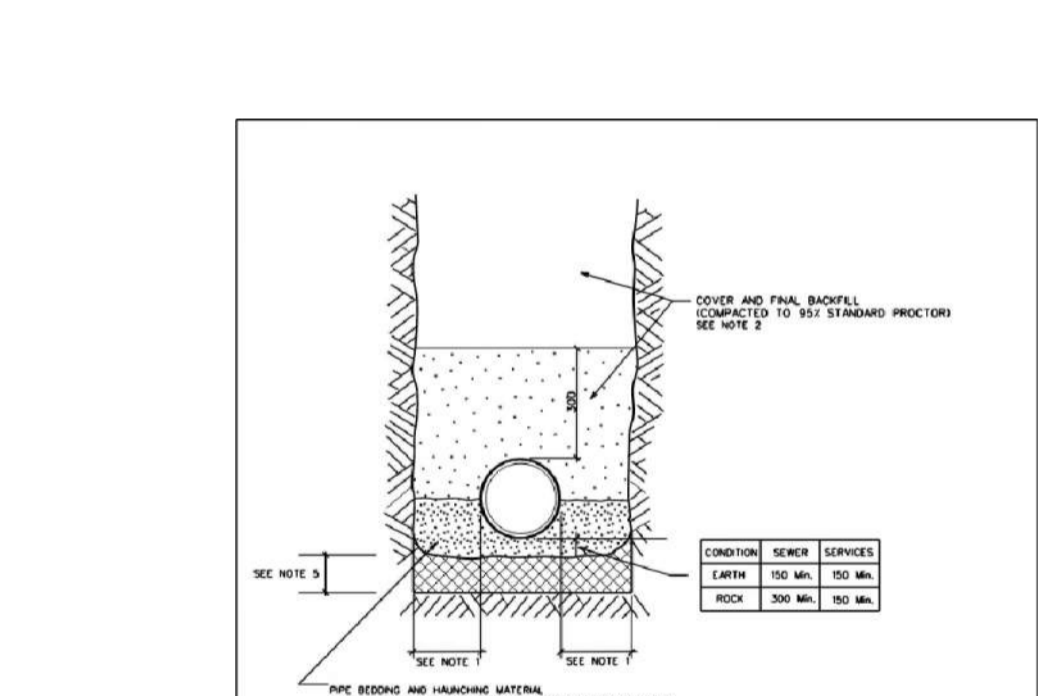 COVER AND FINAL BACKFILL
(COMPACTED TO 95% STANDARD PROCTOR)
SEE NOTE 2
300
CONDITION SEWER SERVICES
EARTH 150 Min. 150 Min.
ROCK 300 Min. 150 Min.
SEE NOTE 5
SEE NOTE 1 SEE NOTE 1
PIPE BEDDING AND HAUNCHING MATERIAL